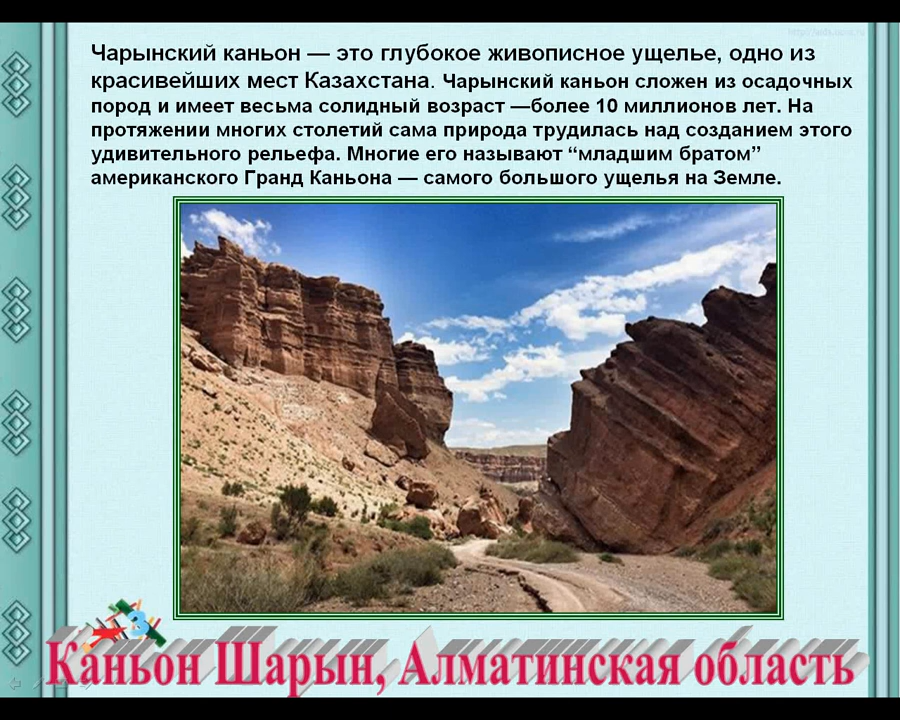 Чарынский каньон — это глубокое живописное ущелье, одно из
красивейших мест Казахстана. Чарынский каньон сложен из осадочных
пород и имеет весьма солидный возраст —более 10 миллионов лет. На
протяжении многих столетий сама природа трудилась над созданием этого
удивительного рельефа. Многие его называют “младшим братом”
американского Гранд Каньона — самого большого ущелья на Земле.
Каньон Шарын, Алматинская область